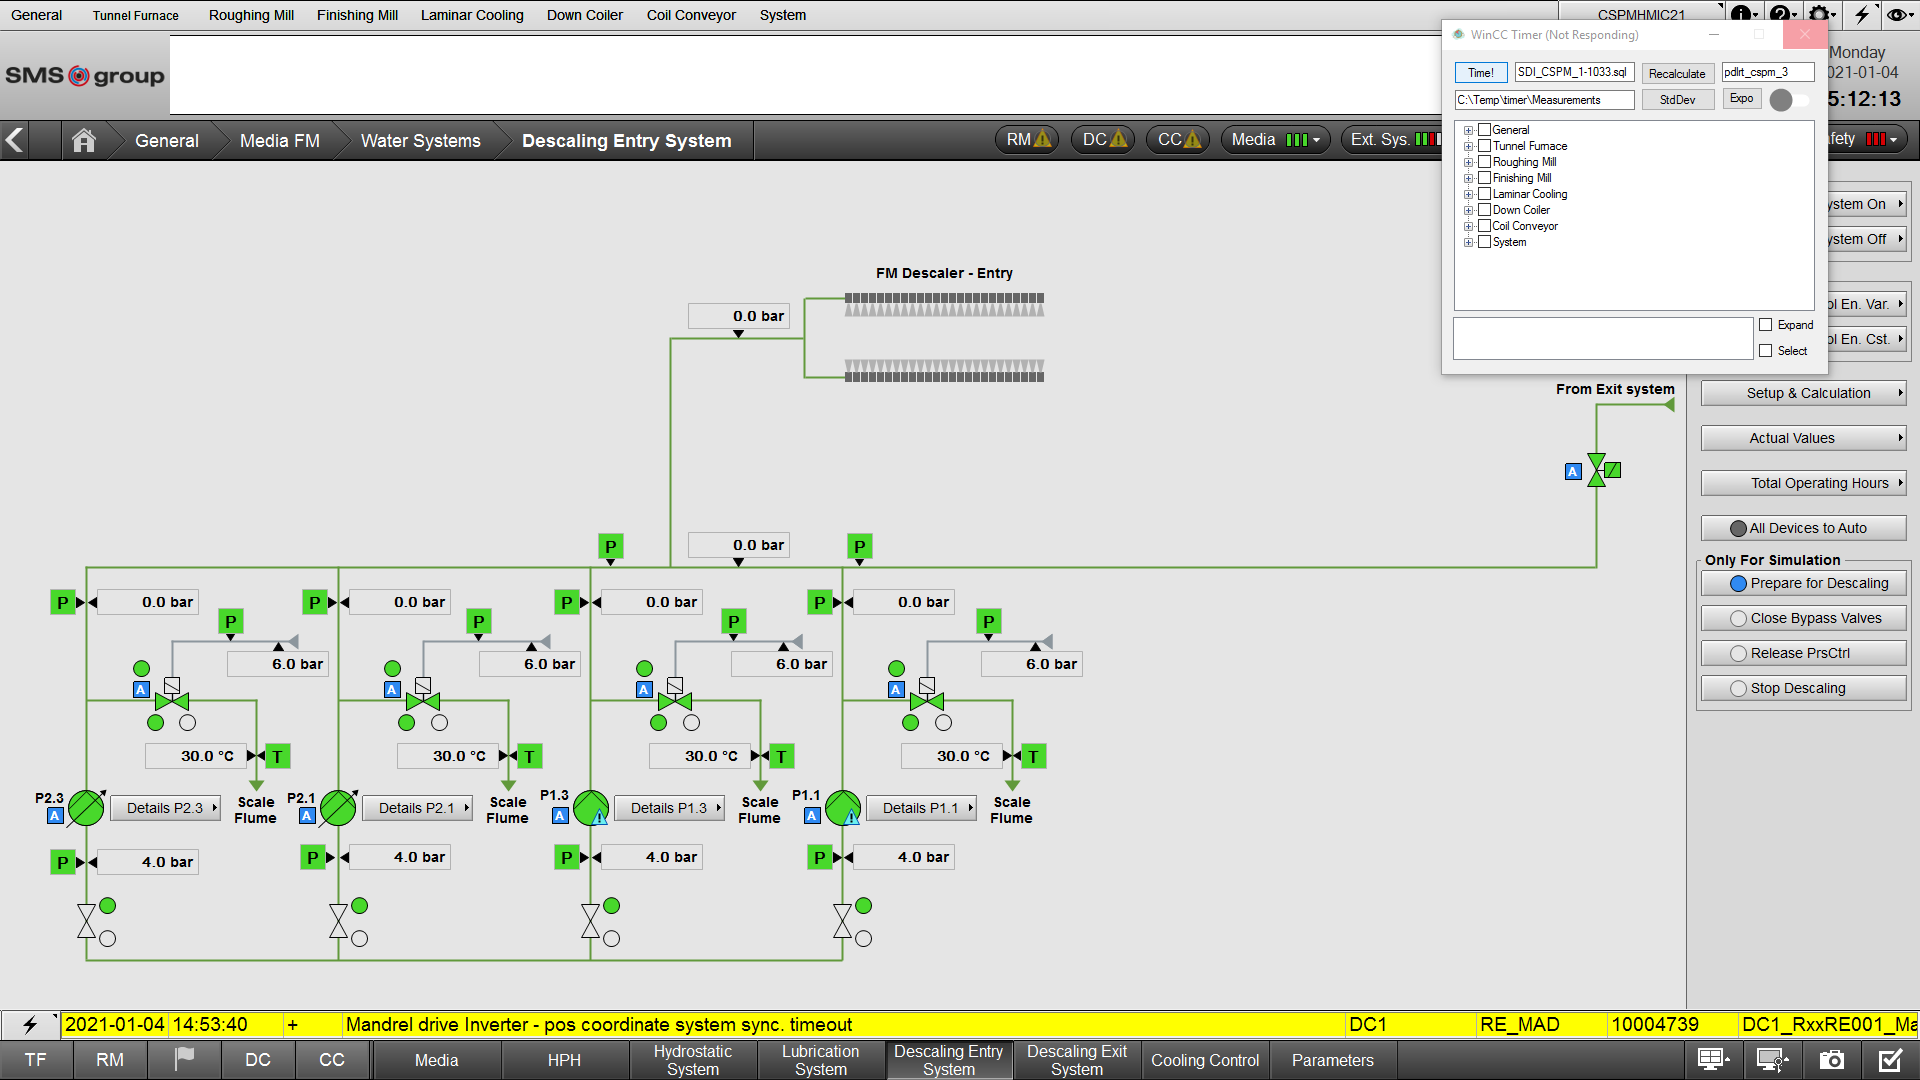 General Tunnel Furnace Roughing Mill Finishing Mill Laminar Cooling Down Coiler Coil Conveyor System CSPMHMIC21
WinCC Timer (Not Responding)
SMS group
Monday
021-01-04
5:12:13
Time! SDI_CSPM_1-1033.sql Recalculate pdlrt_cspm_3
C:\Temp\timer\Measurements StdDev Expo
General
Tunnel Furnace
Roughing Mill
Finishing Mill
Laminar Cooling
Down Coiler
Coil Conveyor
System
Expand
Select
General Media FM Water Systems Descaling Entry System RM DC CC Media Ext. Sys. fety
ystem On
ystem Off
ol En. Var.
ol En. Cst.
Setup & Calculation
Actual Values
Total Operating Hours
All Devices to Auto
Only For Simulation
Prepare for Descaling
Close Bypass Valves
Release PrsCtrl
Stop Descaling
FM Descaler - Entry
0.0 bar
From Exit system
A
P 0.0 bar P
P 0.0 bar P 0.0 bar P 0.0 bar P 0.0 bar
P P P P
6.0 bar 6.0 bar 6.0 bar 6.0 bar
A A A A
30.0 °C T 30.0 °C T 30.0 °C T 30.0 °C T
P2.3 A Details P2.3 Scale
Flume
P2.1 A Details P2.1 Scale
Flume
P1.3 A Details P1.3 Scale
Flume
P1.1 A Details P1.1 Scale
Flume
P 4.0 bar P 4.0 bar P 4.0 bar P 4.0 bar
2021-01-04 14:53:40 + Mandrel drive Inverter - pos coordinate system sync. timeout DC1 RE_MAD 10004739 DC1_RxxRE001_Ma
TF RM DC CC Media HPH
Hydrostatic
System
Lubrication
System
Descaling Entry
System
Descaling Exit
System
Cooling Control
Parameters